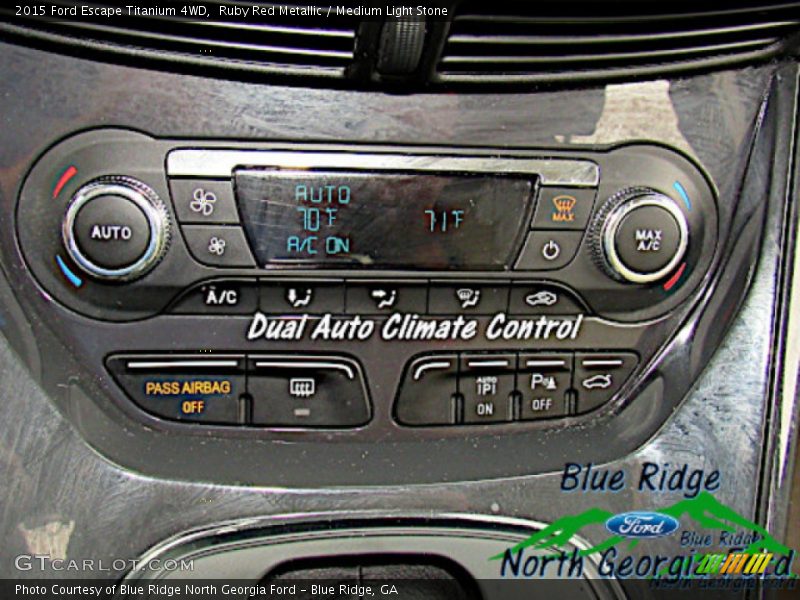 2015 Ford Escape Titanium 4WD,  Ruby Red Metallic / Medium Light Stone
AUTO
AUTO
70°F
A/C ON
71°F
MAX
MAX
A/C
A/C
Dual Auto Climate Control
PASS AIRBAG
OFF
AUTO
ON
P
OFF
Blue Ridge
Ford
Blue Ridge
North Georgia Ford
GTCARLOT.COM
Photo Courtesy of Blue Ridge North Georgia Ford - Blue Ridge, GA